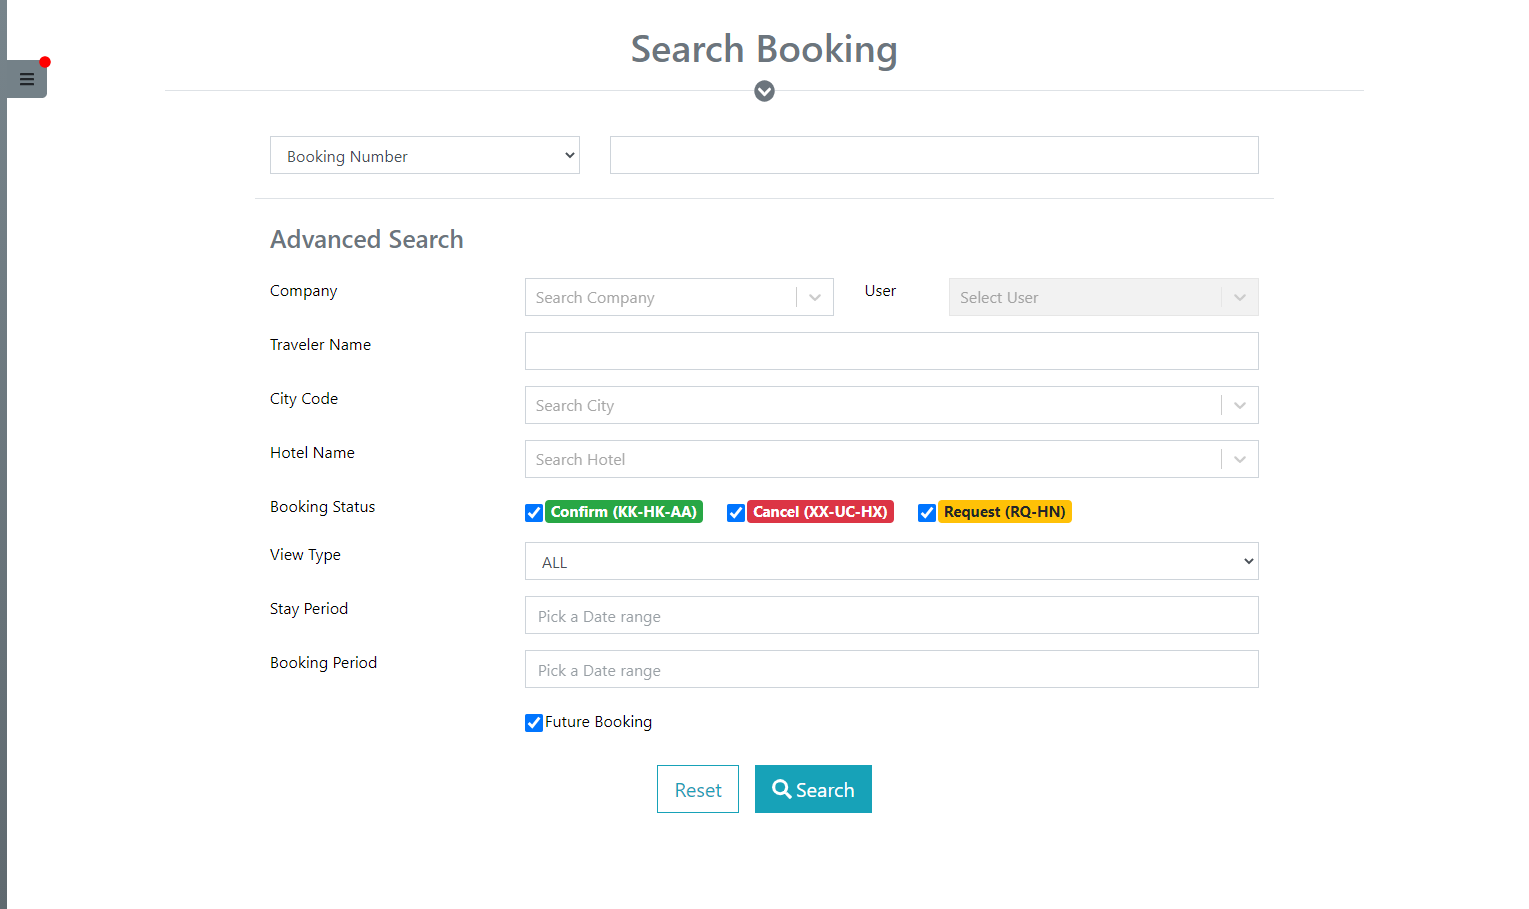 Search Booking
Booking Number
Advanced Search
Company Search Company User Select User
Traveler Name
City Code Search City
Hotel Name Search Hotel
Booking Status Confirm (KK-HK-AA) Cancel (XX-UC-HX) Request (RQ-HN)
View Type ALL
Stay Period Pick a Date range
Booking Period Pick a Date range
Future Booking
Reset Search